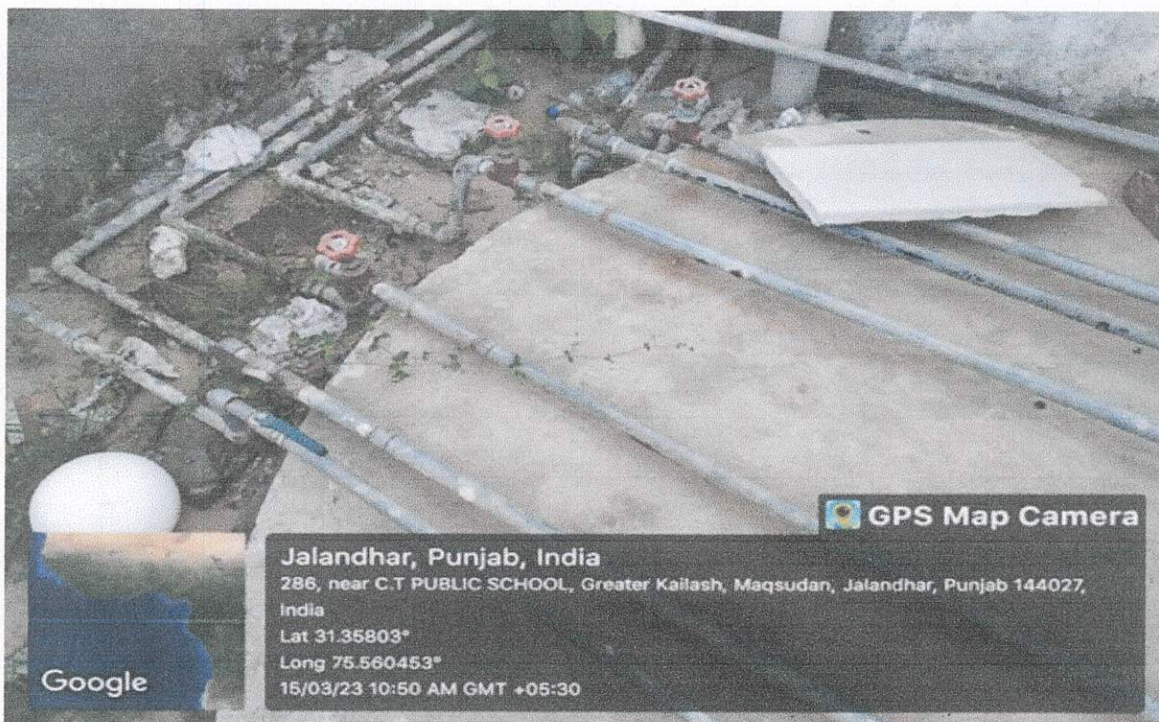 GPS Map Camera
Jalandhar, Punjab, India
286, near C.T PUBLIC SCHOOL, Greater Kailash, Maqsudan, Jalandhar, Punjab 144027,
India
Lat 31.35803°
Long 75.560453°
15/03/23 10:50 AM GMT +05:30
Google